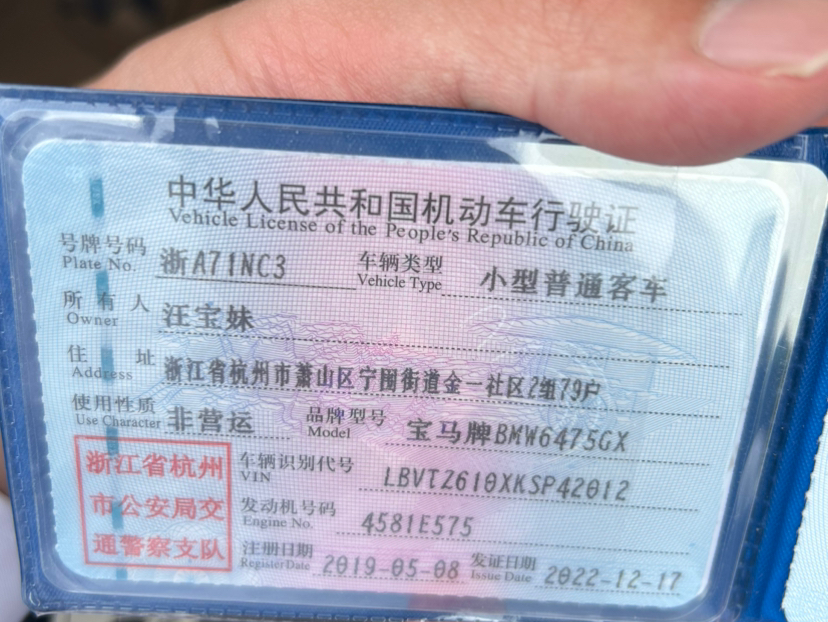 中华人民共和国机动车行驶证
Vehicle License of the People's Republic of China
号牌号码 浙A71NC3 车辆类型 小型普通客车
Plate No. Vehicle Type
所有人 汪宝妹
Owner
住址 浙江省杭州市萧山区宁围街道金一社区2组79户
Address
使用性质 非营运 品牌型号 宝马牌BMW6475GX
Use Character Model
浙江省杭州
市公安局交
通警察支队
车辆识别代号 LBVTZ610XKSP42012
VIN
发动机号码 4581E575
Engine No.
注册日期 2019-05-08 发证日期 2022-12-17
Register Date Issue Date